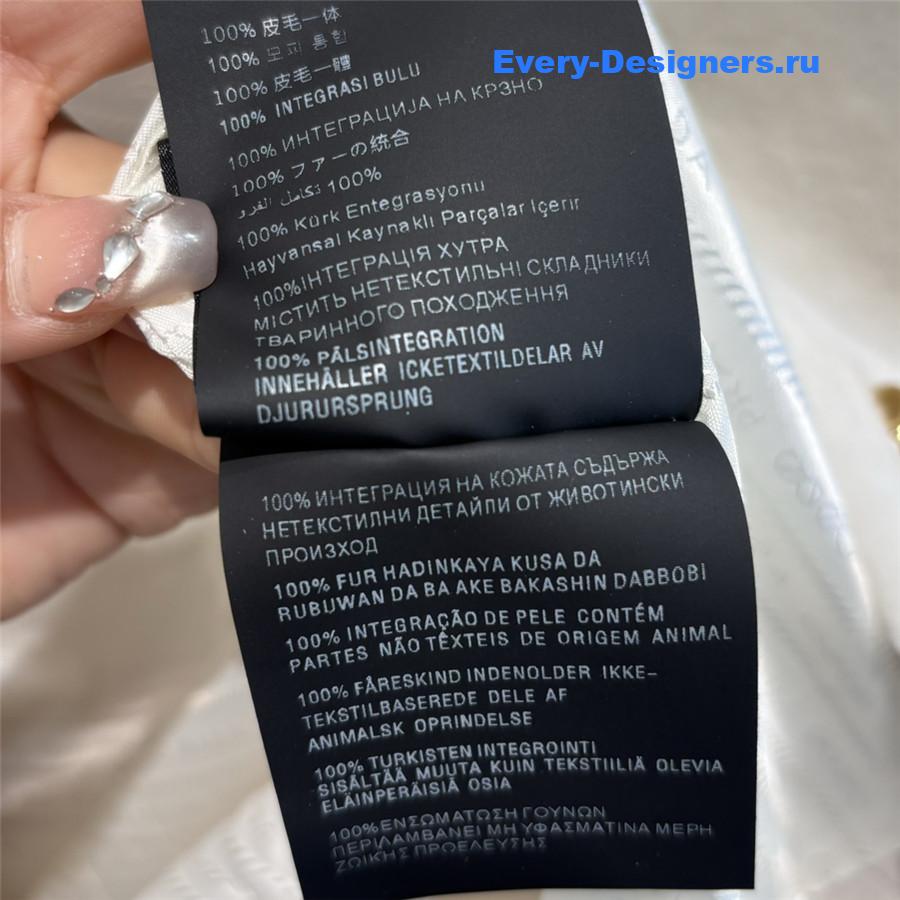 Every-Designers.ru
100% 皮毛一体
100% 모피 통합
100% 皮毛一體
100% INTEGRASI BULU
100% ИНТЕГРАЦИЈА НА КРЗНО
100% ファーの統合
تكامل الفرو 100%
100% Kürk Entegrasyonu
Hayvansal Kaynaklı Parçalar İçerir
100%ІНТЕГРАЦІЯ ХУТРА
МІСТИТЬ НЕТЕКСТИЛЬНІ СКЛАДНИКИ
ТВАРИННОГО ПОХОДЖЕННЯ
100% PÄLSINTEGRATION
INNEHÅLLER ICKETEXTILDELAR AV
DJURURSPRUNG
100% ИНТЕГРАЦИЯ НА КОЖАТА СЪДЪРЖА
НЕТЕКСТИЛНИ ДЕТАЙЛИ ОТ ЖИВОТИНСКИ
ПРОИЗХОД
100% FUR HADINKAYA KUSA DA
RUBUWAN DA BA AKE BAKASHIN DABBOBI
100% INTEGRAÇÃO DE PELE CONTÉM
PARTES NÃO TÊXTEIS DE ORIGEM ANIMAL
100% FÅRESKIND INDENOLDER IKKE-
TEKSTILBASEREDE DELE AF
ANIMALSK OPRINDELSE
100% TURKISTEN INTEGROINTI
SISÄLTÄÄ MUUTA KUIN TEKSTIILIÄ OLEVIA
ELÄINPERÄISIÄ OSIA
100%ΕΝΣΩΜΑΤΩΣΗ ΓΟΥΝΩΝ
ΠΕΡΙΛΑΜΒΑΝΕΙ ΜΗ ΥΦΑΣΜΑΤΙΝΑ ΜΕΡΗ
ΖΩΙΚΗΣ ΠΡΟΕΛΕΥΣΗΣ